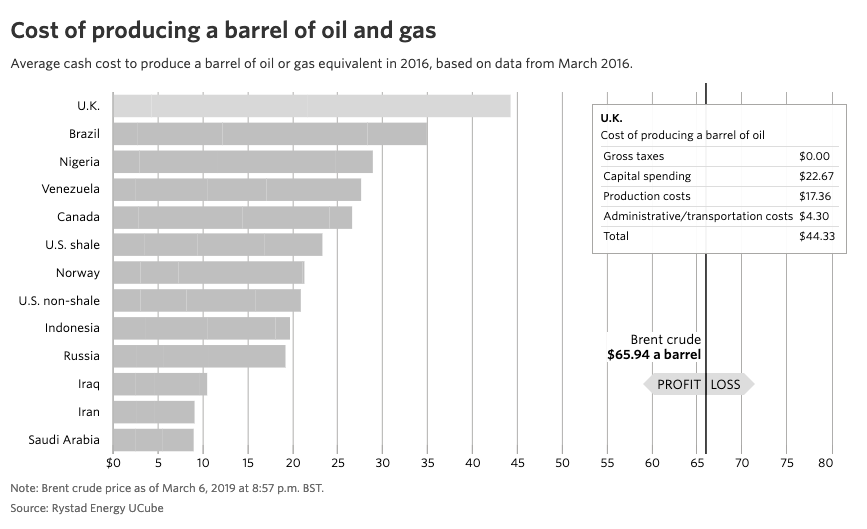 Cost of producing a barrel of oil and gas
Average cash cost to produce a barrel of oil or gas equivalent in 2016, based on data from March 2016.
U.K.
Brazil
Nigeria
Venezuela
Canada
U.S. shale
Norway
U.S. non-shale
Indonesia
Russia
Iraq
Iran
Saudi Arabia
U.K.
Cost of producing a barrel of oil
Gross taxes $0.00
Capital spending $22.67
Production costs $17.36
Administrative/transportation costs $4.30
Total $44.33
Brent crude
$65.94 a barrel
PROFIT LOSS
$0 5 10 15 20 25 30 35 40 45 50 55 60 65 70 75 80
Note: Brent crude price as of March 6, 2019 at 8:57 p.m. BST.
Source: Rystad Energy UCube